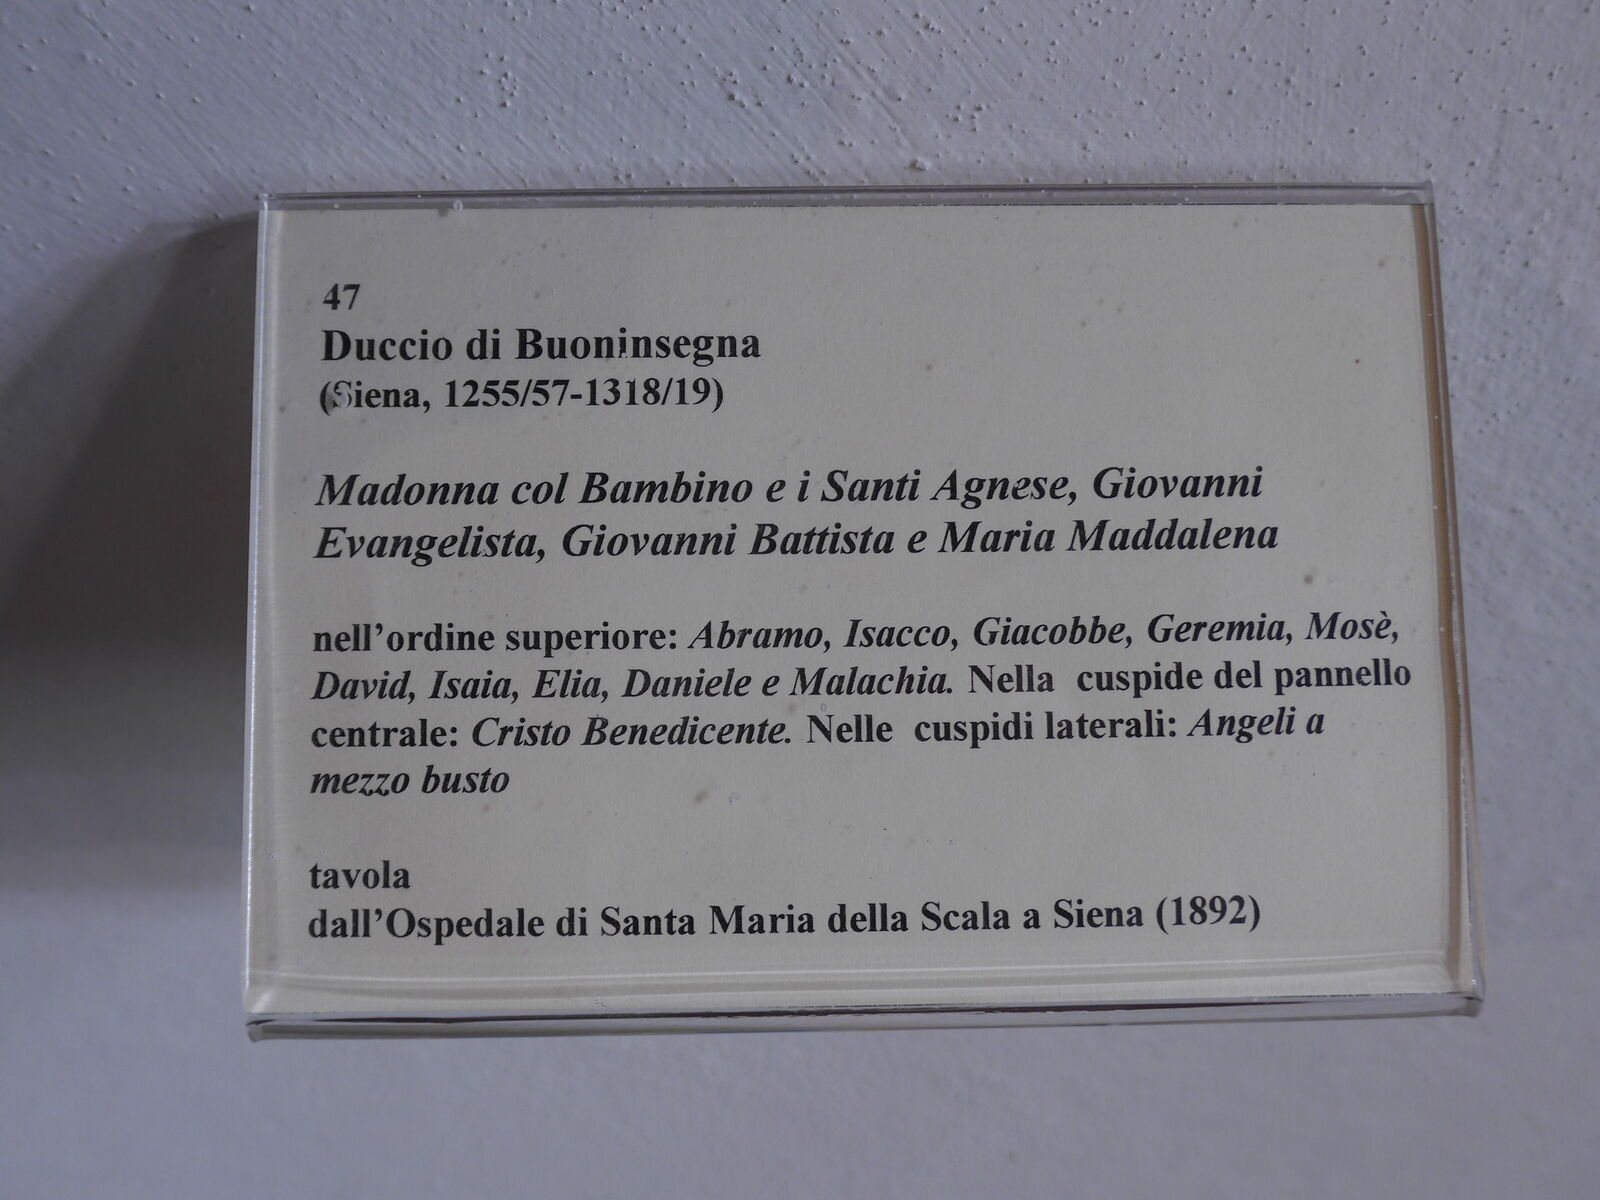 47
Duccio di Buoninsegna
(Siena, 1255/57-1318/19)
Madonna col Bambino e i Santi Agnese, Giovanni
Evangelista, Giovanni Battista e Maria Maddalena
nell’ordine superiore: Abramo, Isacco, Giacobbe, Geremia, Mosè,
David, Isaia, Elia, Daniele e Malachia. Nella cuspide del pannello
centrale: Cristo Benedicente. Nelle cuspidi laterali: Angeli a
mezzo busto
tavola
dall’Ospedale di Santa Maria della Scala a Siena (1892)